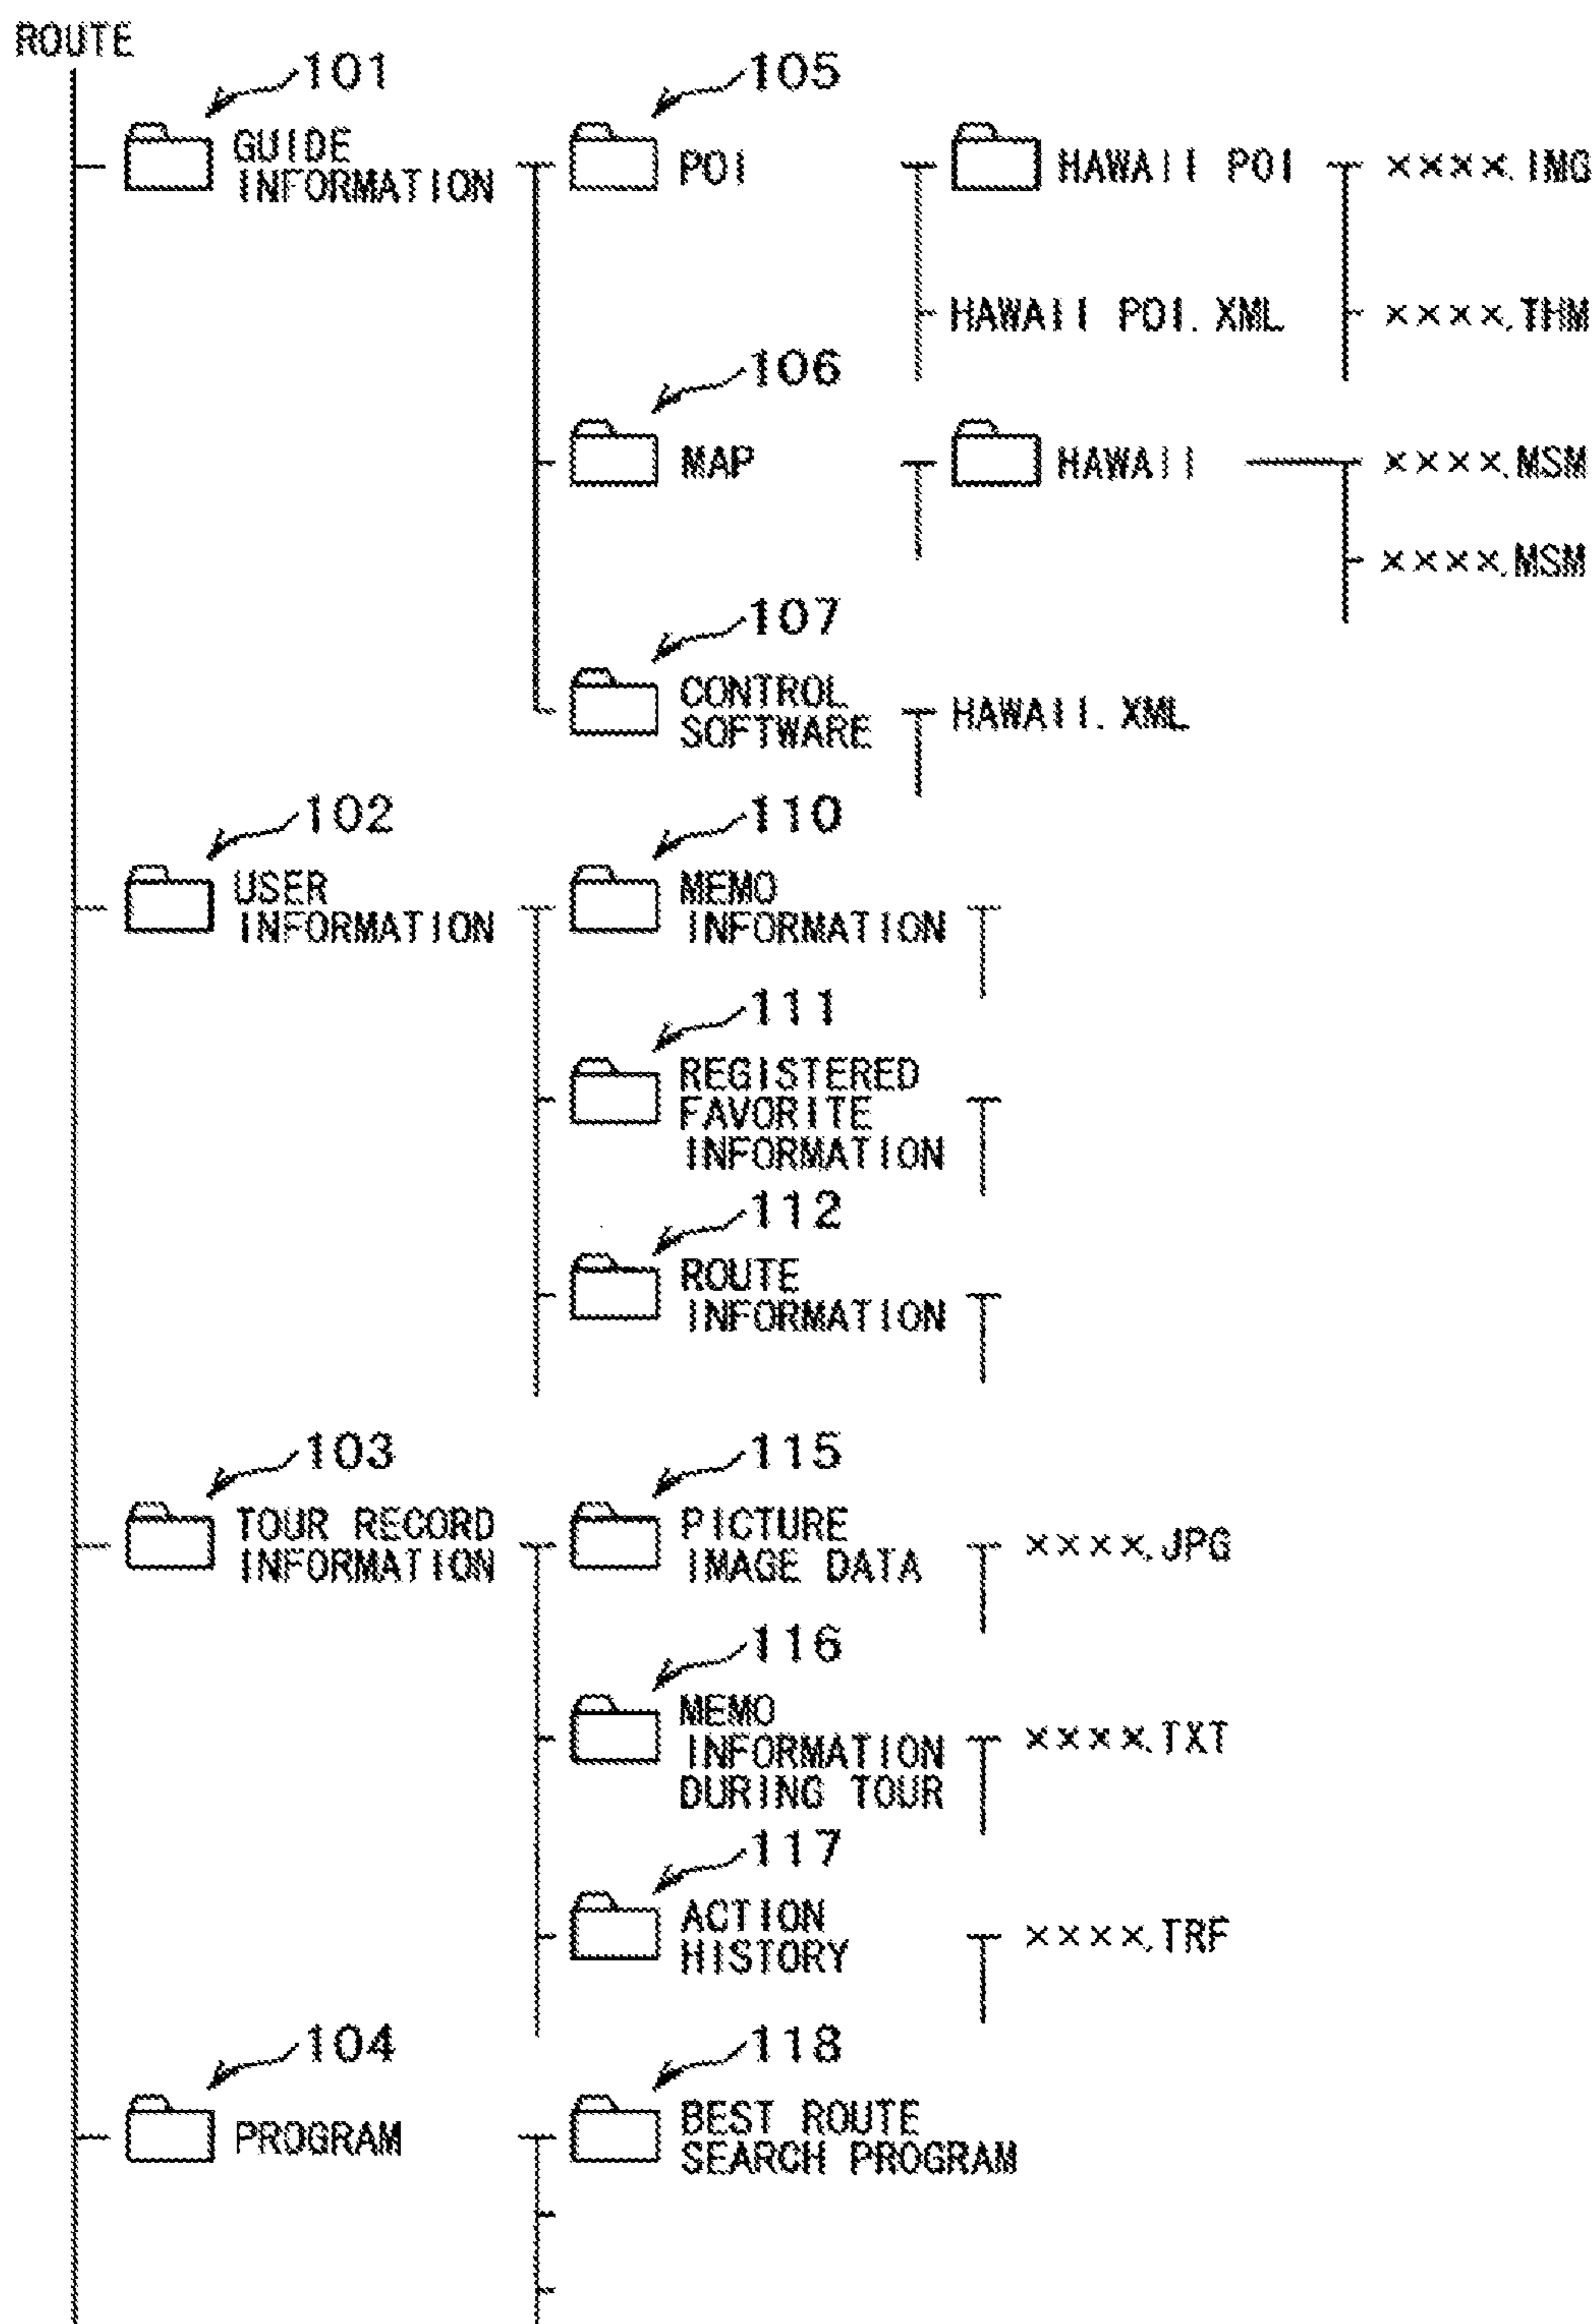 ROUTE
101
105
GUIDE
INFORMATION
POI
HAWAII POI
××××.IMG
HAWAII POI.XML
××××.THM
106
MAP
HAWAII
××××.MSM
××××.MSM
107
CONTROL
SOFTWARE
HAWAII.XML
102
110
USER
INFORMATION
MEMO
INFORMATION
111
REGISTERED
FAVORITE
INFORMATION
112
ROUTE
INFORMATION
103
115
TOUR RECORD
INFORMATION
PICTURE
IMAGE DATA
××××.JPG
116
MEMO
INFORMATION
DURING TOUR
××××.TXT
117
ACTION
HISTORY
××××.TRF
104
118
PROGRAM
BEST ROUTE
SEARCH PROGRAM